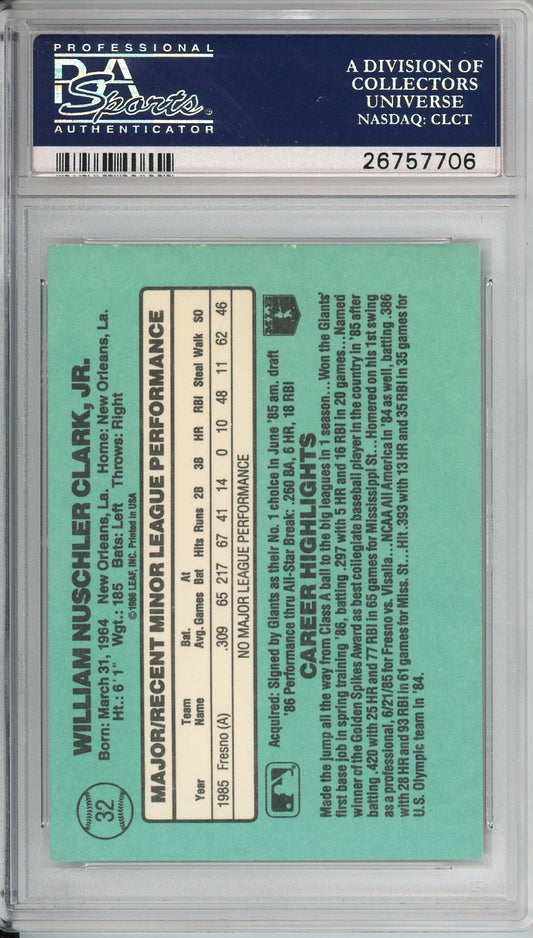 PROFESSIONAL
PSA
Sports
AUTHENTICATOR
A DIVISION OF
COLLECTORS
UNIVERSE
NASDAQ: CLCT
26757706
32
WILLIAM NUSCHLER CLARK, JR.
Born: March 31, 1964 New Orleans, La. Home: New Orleans, La.
Ht.: 6'1" Wgt.: 185 Bats: Left Throws: Right
©1986 LEAF, INC. Printed in USA
MAJOR/RECENT MINOR LEAGUE PERFORMANCE
Year Team Name Bat. Avg. Games At Bat Hits Runs 2B 3B HR RBI Steal Walk SO
1985 Fresno (A) .309 65 217 67 41 14 0 10 48 11 62 46
NO MAJOR LEAGUE PERFORMANCE
Acquired: Signed by Giants as their No. 1 choice in June '85 am. draft
'86 Performance thru All-Star Break: .260 BA, 6 HR, 18 RBI
CAREER HIGHLIGHTS
Made the jump all the way from Class A ball to the big leagues in 1 season...Won the Giants'
first base job in spring training '86, batting .297 with 5 HR and 16 RBI in 20 games....Named
winner of the Golden Spikes Award as best collegiate baseball player in the country in '85 after
batting .420 with 25 HR and 77 RBI in 65 games for Mississippi St...Homered on his 1st swing
as a professional, 6/21/85 for Fresno vs. Visalia...NCAA All America in '84 as well, batting .386
with 28 HR and 93 RBI in 61 games for Miss. St...Hit .393 with 13 HR and 35 RBI in 35 games for
U.S. Olympic team in '84.